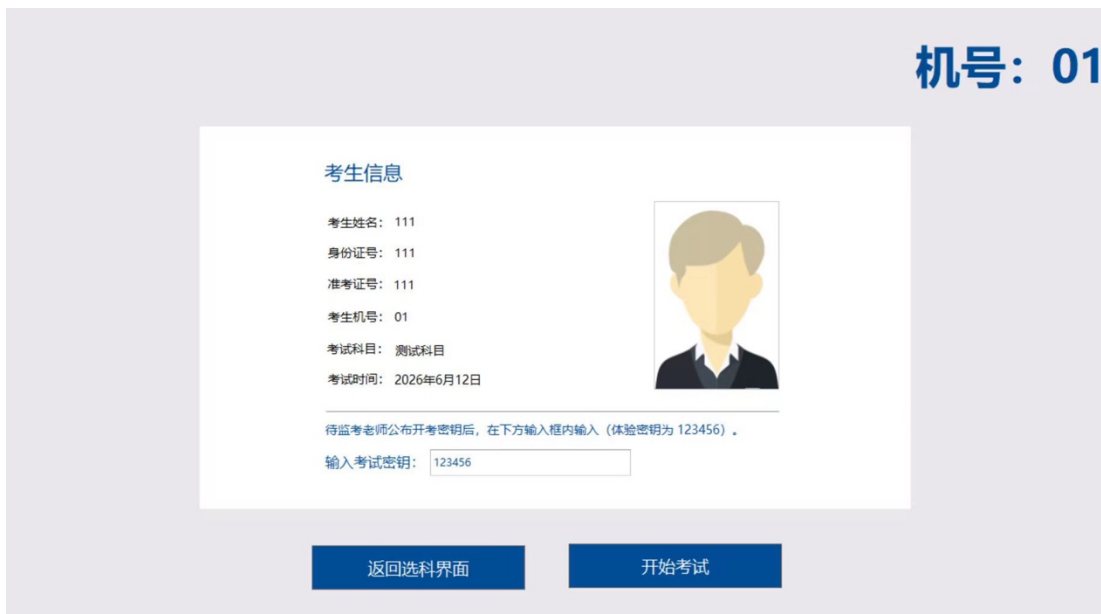 机号：01
考生信息
考生姓名： 111
身份证号： 111
准考证号： 111
考生机号： 01
考试科目： 测试科目
考试时间： 2026年6月12日
待监考老师公布开考密钥后，在下方输入框内输入（体验密钥为 123456）。
输入考试密钥： 123456
返回选科界面
开始考试